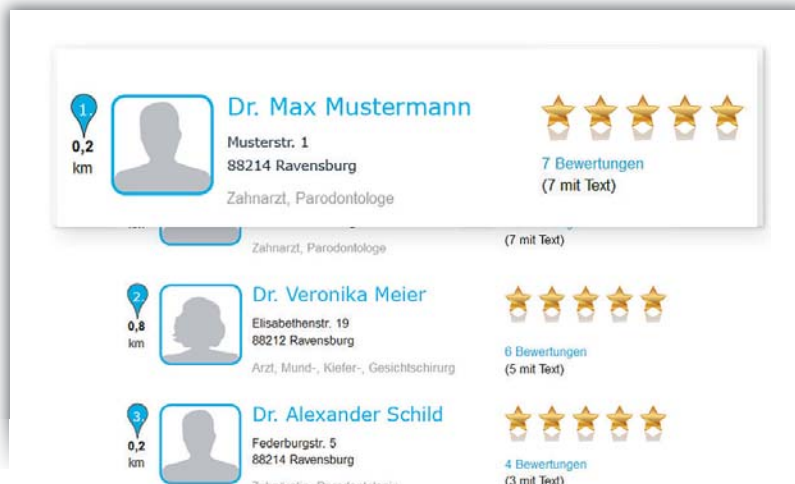 1.
0,2
km
Dr. Max Mustermann
Musterstr. 1
88214 Ravensburg
Zahnarzt, Parodontologe
7 Bewertungen
(7 mit Text)
Zahnarzt, Parodontologe
(7 mit Text)
2.
0,8
km
Dr. Veronika Meier
Elisabethenstr. 19
88212 Ravensburg
Arzt, Mund-, Kiefer-, Gesichtschirurg
6 Bewertungen
(5 mit Text)
3.
0,2
km
Dr. Alexander Schild
Federburgstr. 5
88214 Ravensburg
4 Bewertungen
(3 mit Text)